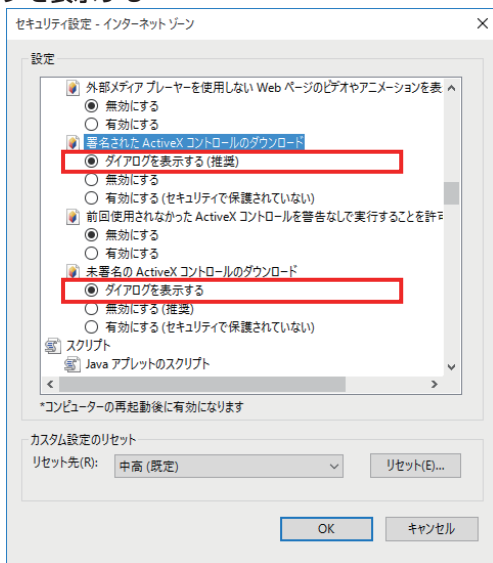 セキュリティ設定 - インターネット ゾーン
設定
外部メディア プレーヤーを使用しない Web ページのビデオやアニメーションを表
無効にする
有効にする
署名された ActiveX コントロールのダウンロード
ダイアログを表示する (推奨)
無効にする
有効にする (セキュリティで保護されていない)
前回使用されなかった ActiveX コントロールを警告なしで実行することを許可
無効にする
有効にする
未署名の ActiveX コントロールのダウンロード
ダイアログを表示する
無効にする (推奨)
有効にする (セキュリティで保護されていない)
スクリプト
Java アプレットのスクリプト
*コンピューターの再起動後に有効になります
カスタム設定のリセット
リセット先(R):
中高 (既定)
リセット(E)...
OK
キャンセル